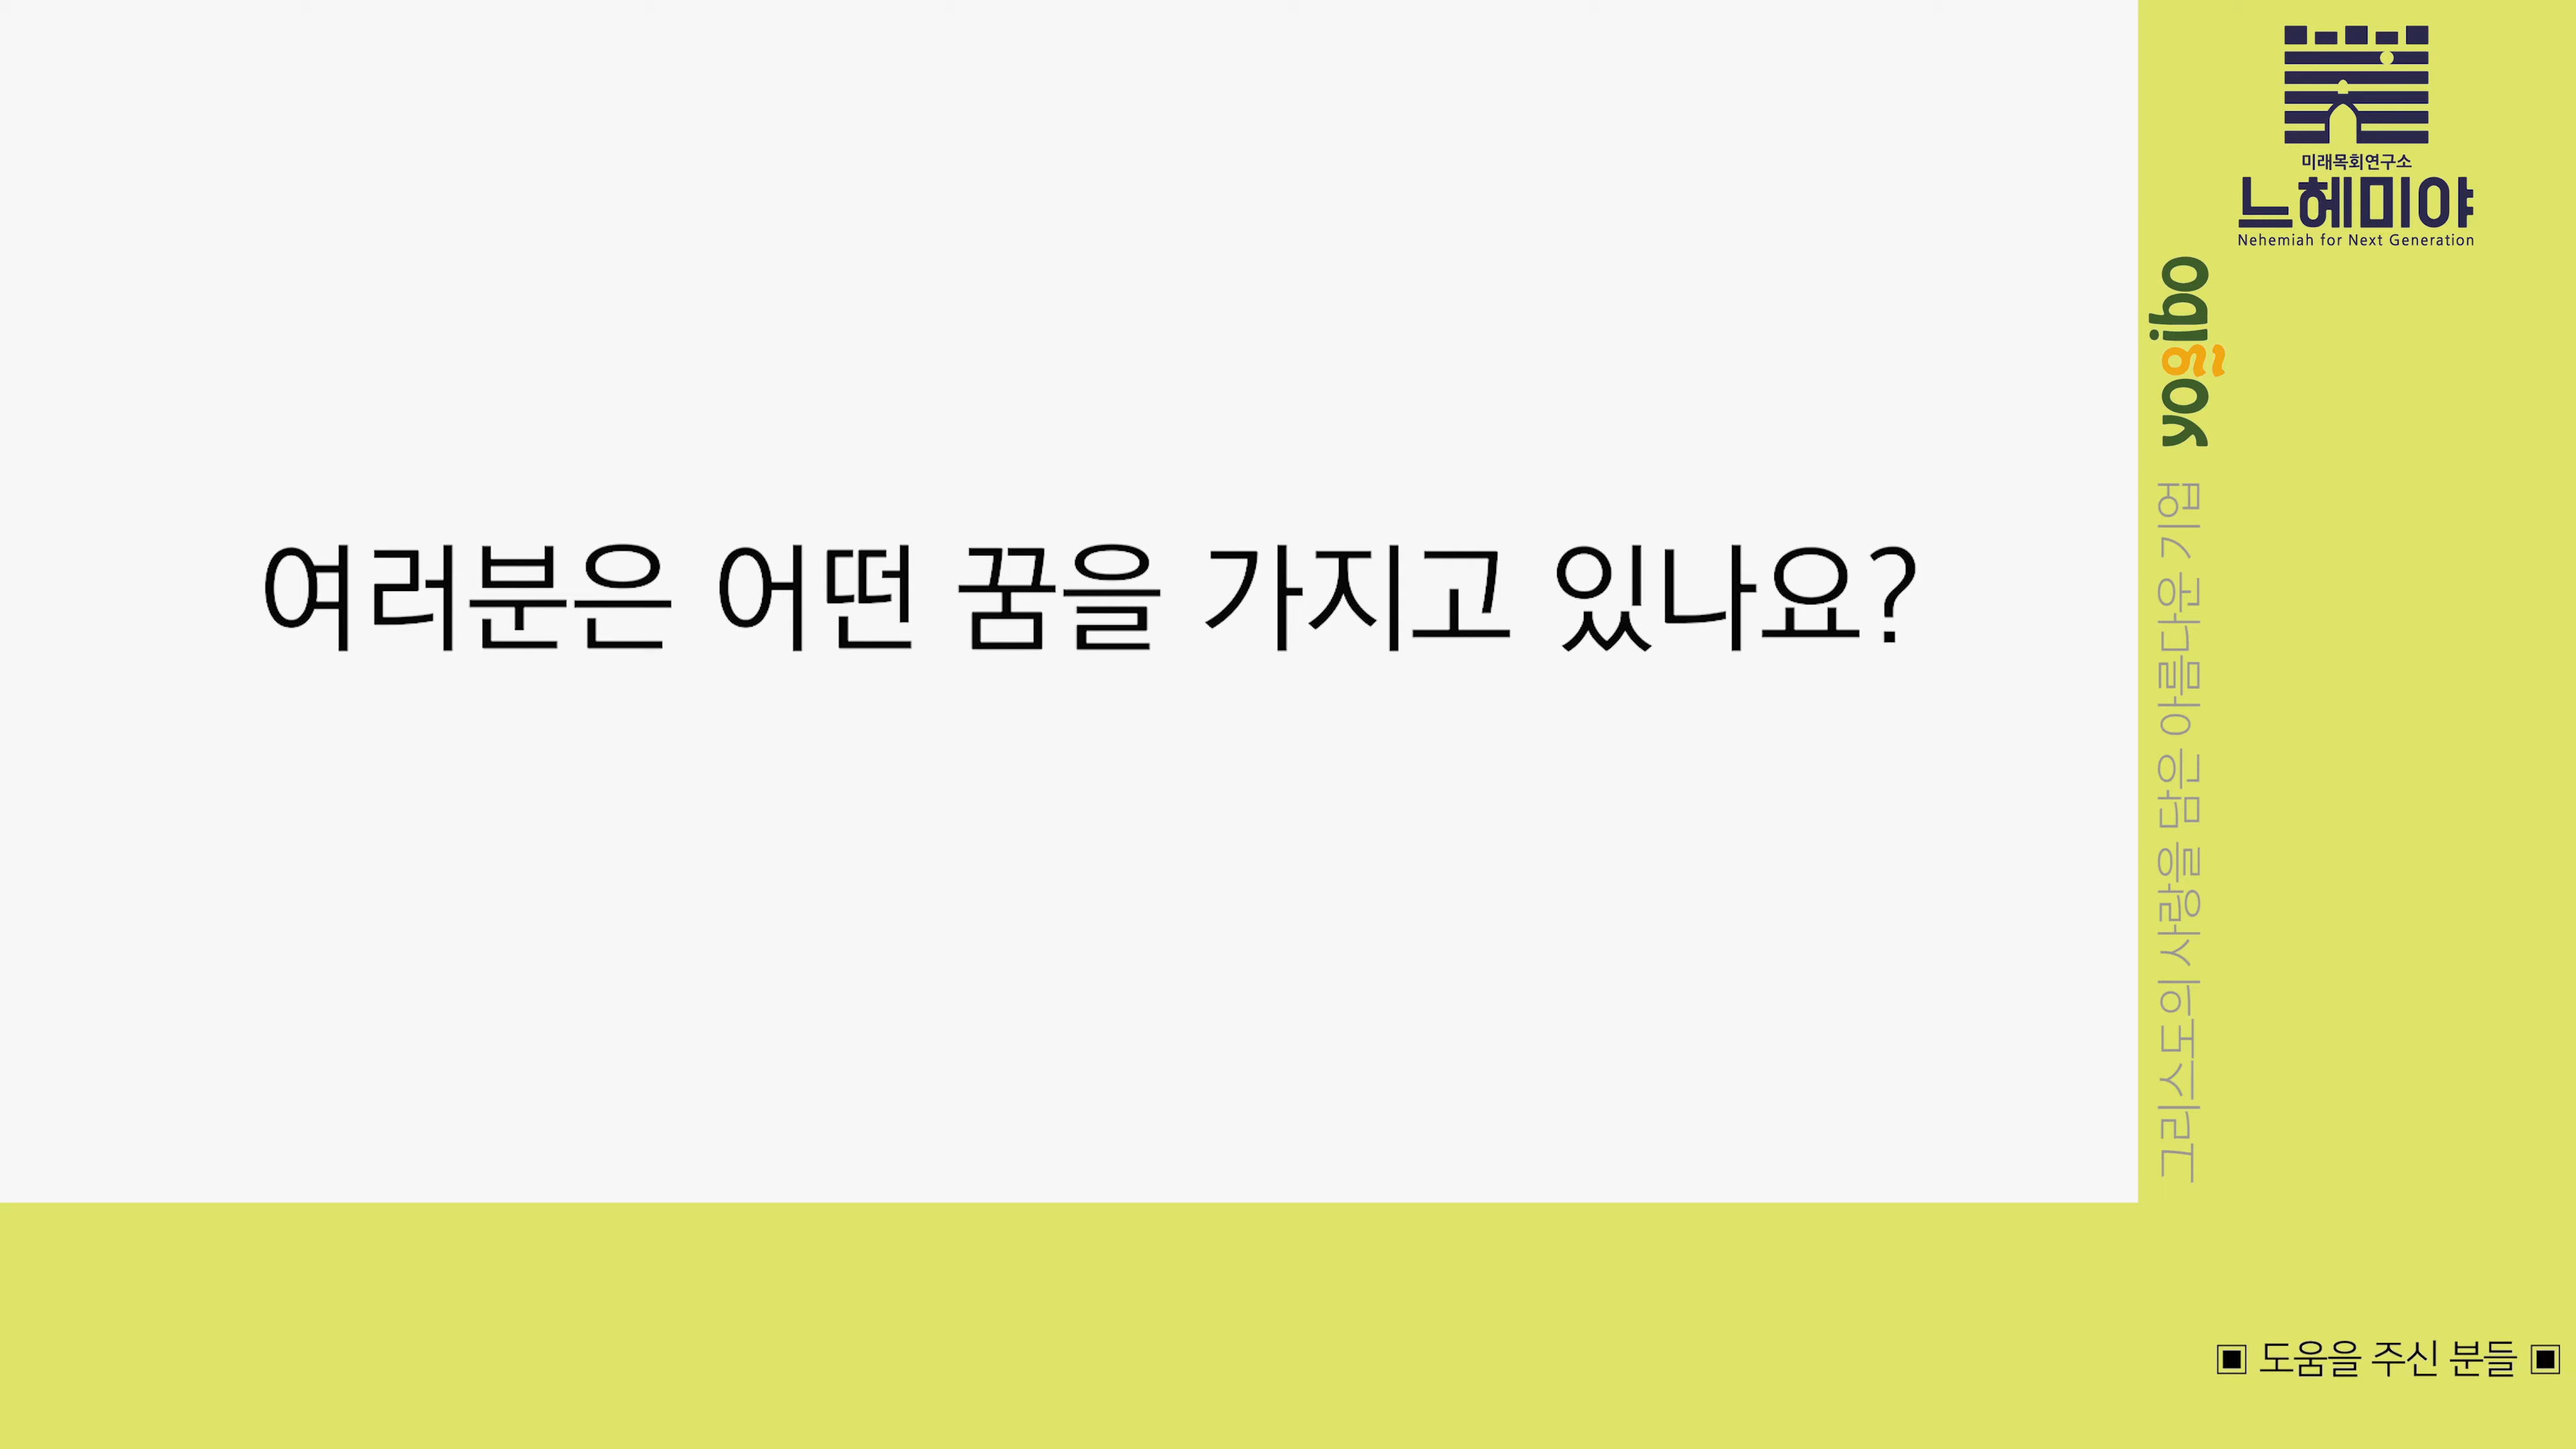 여러분은 어떤 꿈을 가지고 있나요?
미래목회연구소
느헤미야
Nehemiah for Next Generation
그리스도의 사랑을 담은 아름다운 기업 yogibo
▣ 도움을 주신 분들 ▣